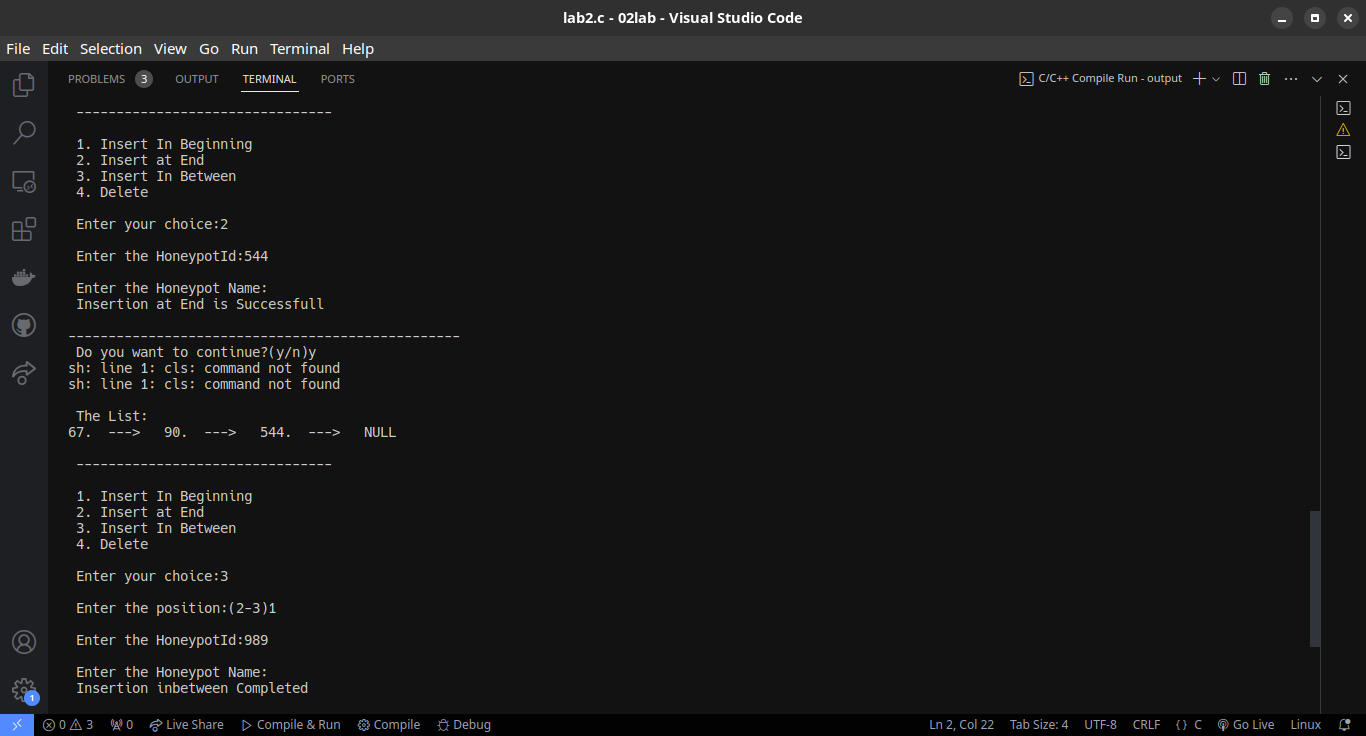 lab2.c - 02lab - Visual Studio Code
File Edit Selection View Go Run Terminal Help
PROBLEMS 3 OUTPUT TERMINAL PORTS C/C++ Compile Run - output
--------------------------------
1. Insert In Beginning
2. Insert at End
3. Insert In Between
4. Delete
Enter your choice:2
Enter the HoneypotId:544
Enter the Honeypot Name:
Insertion at End is Successfull
-------------------------------------------------
Do you want to continue?(y/n)y
sh: line 1: cls: command not found
sh: line 1: cls: command not found
The List:
67.  --->   90.  --->   544.  --->   NULL
--------------------------------
1. Insert In Beginning
2. Insert at End
3. Insert In Between
4. Delete
Enter your choice:3
Enter the position:(2-3)1
Enter the HoneypotId:989
Enter the Honeypot Name:
Insertion inbetween Completed
1
0 3 0 Live Share Compile & Run Compile Debug Ln 2, Col 22 Tab Size: 4 UTF-8 CRLF { } C Go Live Linux